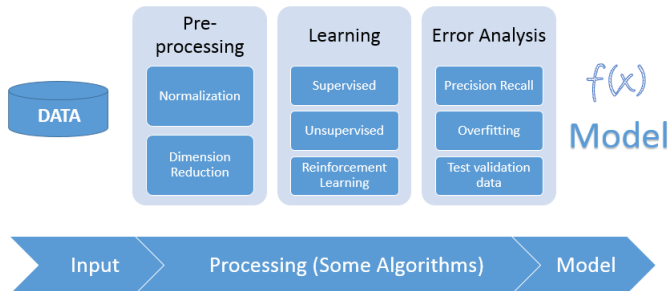 DATA
Pre-
processing
Normalization
Dimension
Reduction
Learning
Supervised
Unsupervised
Reinforcement
Learning
Error Analysis
Precision Recall
Overfitting
Test validation
data
f(x)
Model
Input
Processing (Some Algorithms)
Model